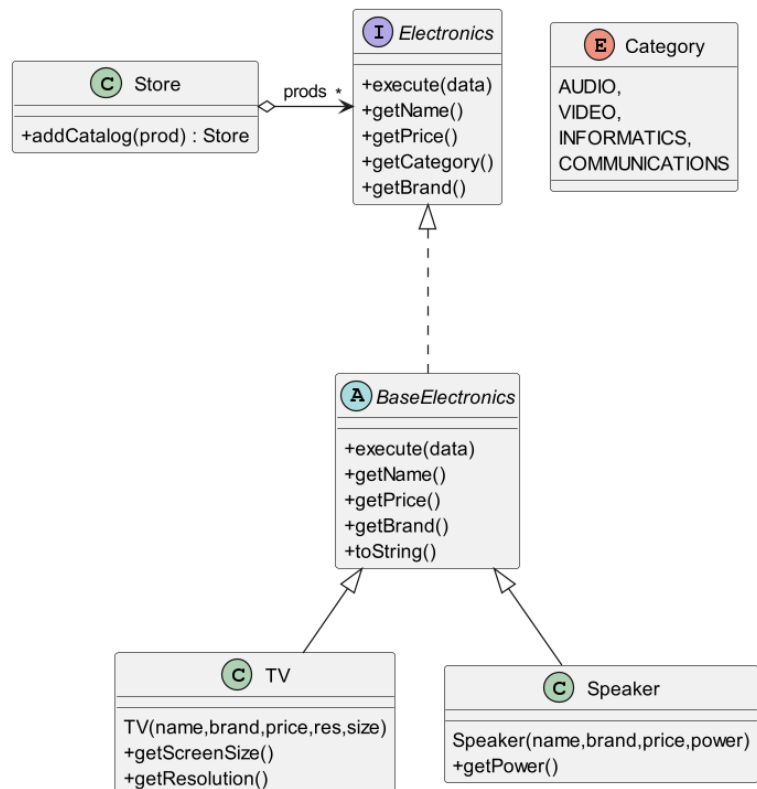 C Store
+addCatalog(prod) : Store
prods *
I Electronics
+execute(data)
+getName()
+getPrice()
+getCategory()
+getBrand()
E Category
AUDIO,
VIDEO,
INFORMATICS,
COMMUNICATIONS
A BaseElectronics
+execute(data)
+getName()
+getPrice()
+getBrand()
+toString()
C TV
TV(name,brand,price,res,size)
+getScreenSize()
+getResolution()
C Speaker
Speaker(name,brand,price,power)
+getPower()